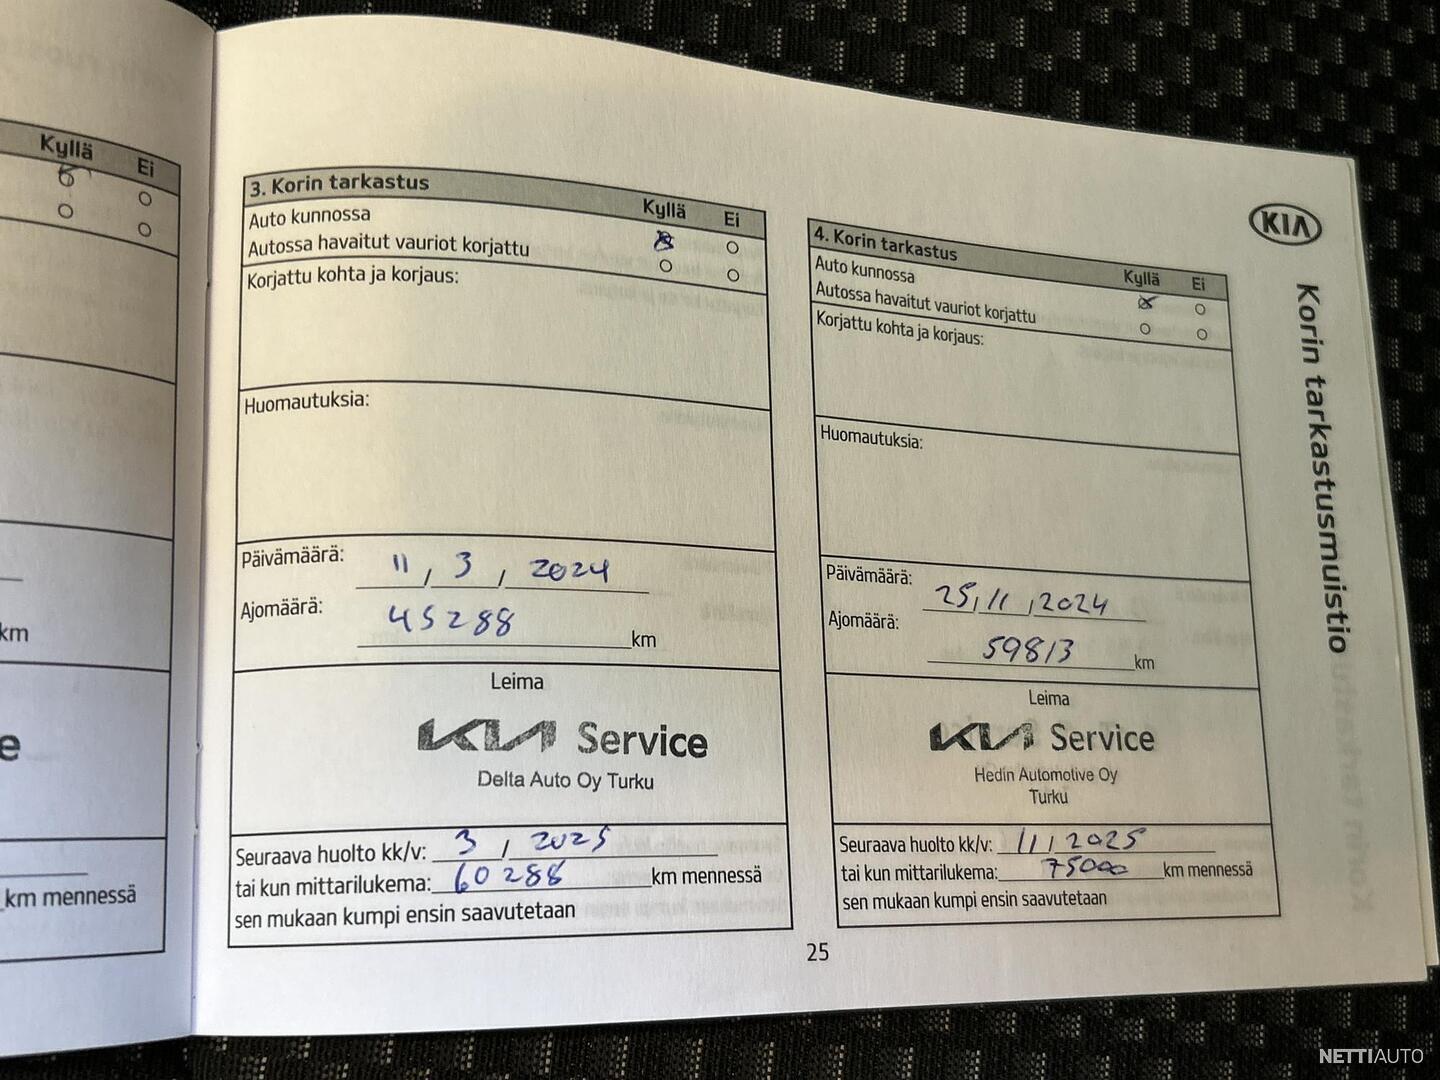 Kyllä Ei
km
e
km mennessä
3. Korin tarkastus
Kyllä Ei
Auto kunnossa
Autossa havaitut vauriot korjattu
Korjattu kohta ja korjaus:
Huomautuksia:
Päivämäärä: 11 , 3 , 2024
Ajomäärä: 45288 km
Leima
KIA Service
Delta Auto Oy Turku
Seuraava huolto kk/v: 3 / 2025
tai kun mittarilukema: 60288 km mennessä
sen mukaan kumpi ensin saavutetaan
4. Korin tarkastus
Kyllä Ei
Auto kunnossa
Autossa havaitut vauriot korjattu
Korjattu kohta ja korjaus:
Huomautuksia:
Päivämäärä: 25, 11 , 2024
Ajomäärä: 59813 km
Leima
KIA Service
Hedin Automotive Oy
Turku
Seuraava huolto kk/v: 11 / 2025
tai kun mittarilukema: 75000 km mennessä
sen mukaan kumpi ensin saavutetaan
KIA
Korin tarkastusmuistio
25
NETTIAUTO